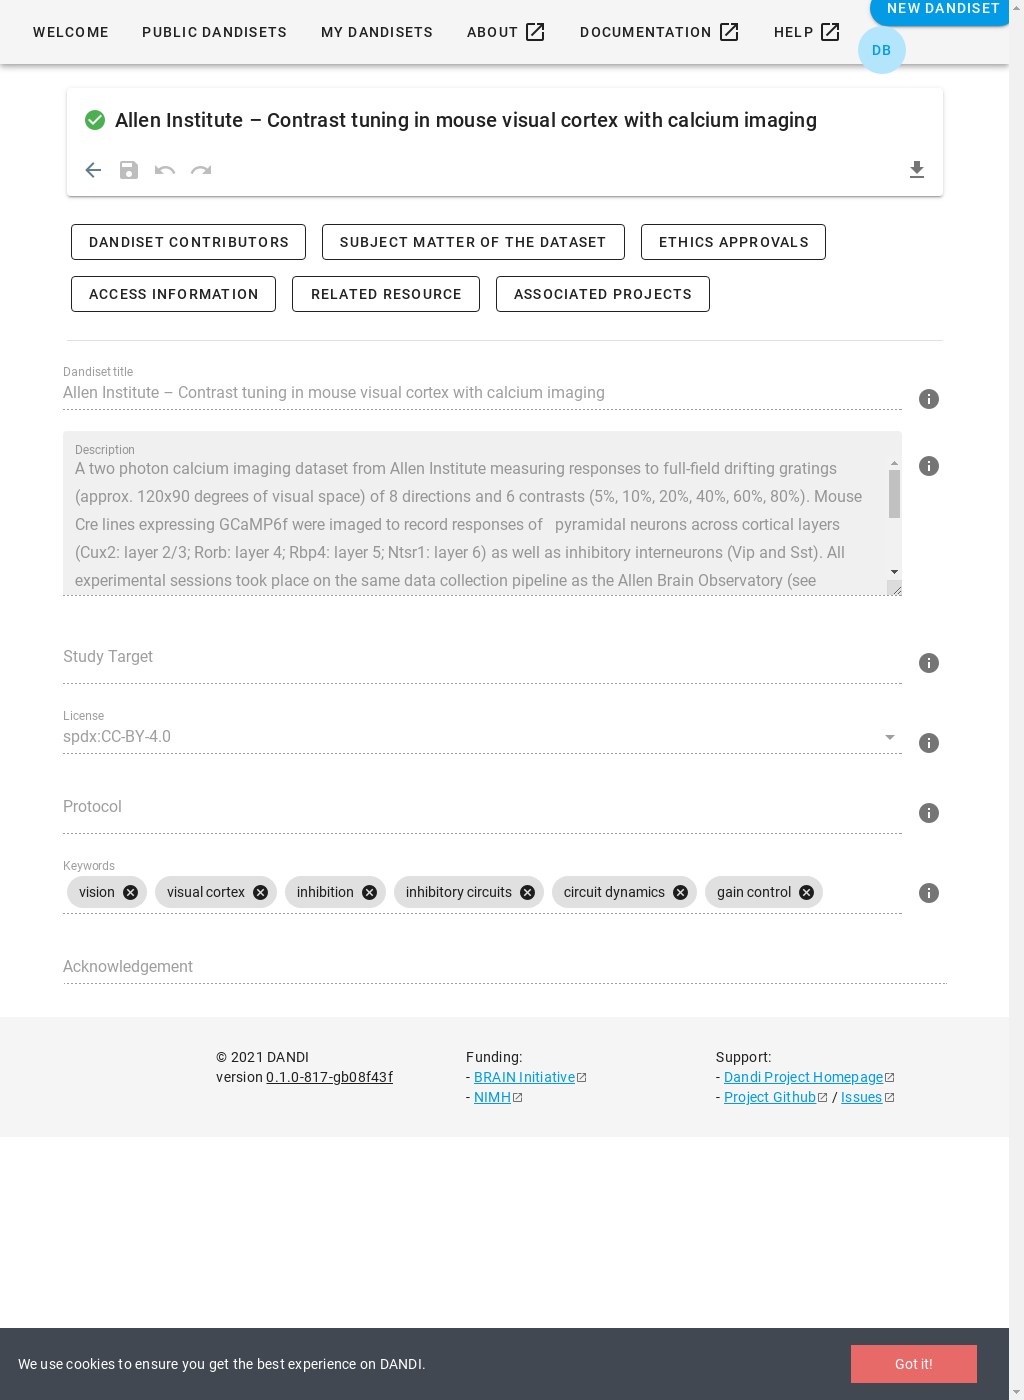 WELCOME PUBLIC DANDISETS MY DANDISETS ABOUT DOCUMENTATION HELP NEW DANDISET
DB
Allen Institute – Contrast tuning in mouse visual cortex with calcium imaging
DANDISET CONTRIBUTORS SUBJECT MATTER OF THE DATASET ETHICS APPROVALS
ACCESS INFORMATION RELATED RESOURCE ASSOCIATED PROJECTS
Dandiset title
Allen Institute – Contrast tuning in mouse visual cortex with calcium imaging
Description
A two photon calcium imaging dataset from Allen Institute measuring responses to full-field drifting gratings
(approx. 120x90 degrees of visual space) of 8 directions and 6 contrasts (5%, 10%, 20%, 40%, 60%, 80%). Mouse
Cre lines expressing GCaMP6f were imaged to record responses of pyramidal neurons across cortical layers
(Cux2: layer 2/3; Rorb: layer 4; Rbp4: layer 5; Ntsr1: layer 6) as well as inhibitory interneurons (Vip and Sst). All
experimental sessions took place on the same data collection pipeline as the Allen Brain Observatory (see
Study Target
License
spdx:CC-BY-4.0
Protocol
Keywords
vision visual cortex inhibition inhibitory circuits circuit dynamics gain control
Acknowledgement
© 2021 DANDI
version 0.1.0-817-gb08f43f
Funding:
- BRAIN Initiative
- NIMH
Support:
- Dandi Project Homepage
- Project Github / Issues
We use cookies to ensure you get the best experience on DANDI.
Got it!